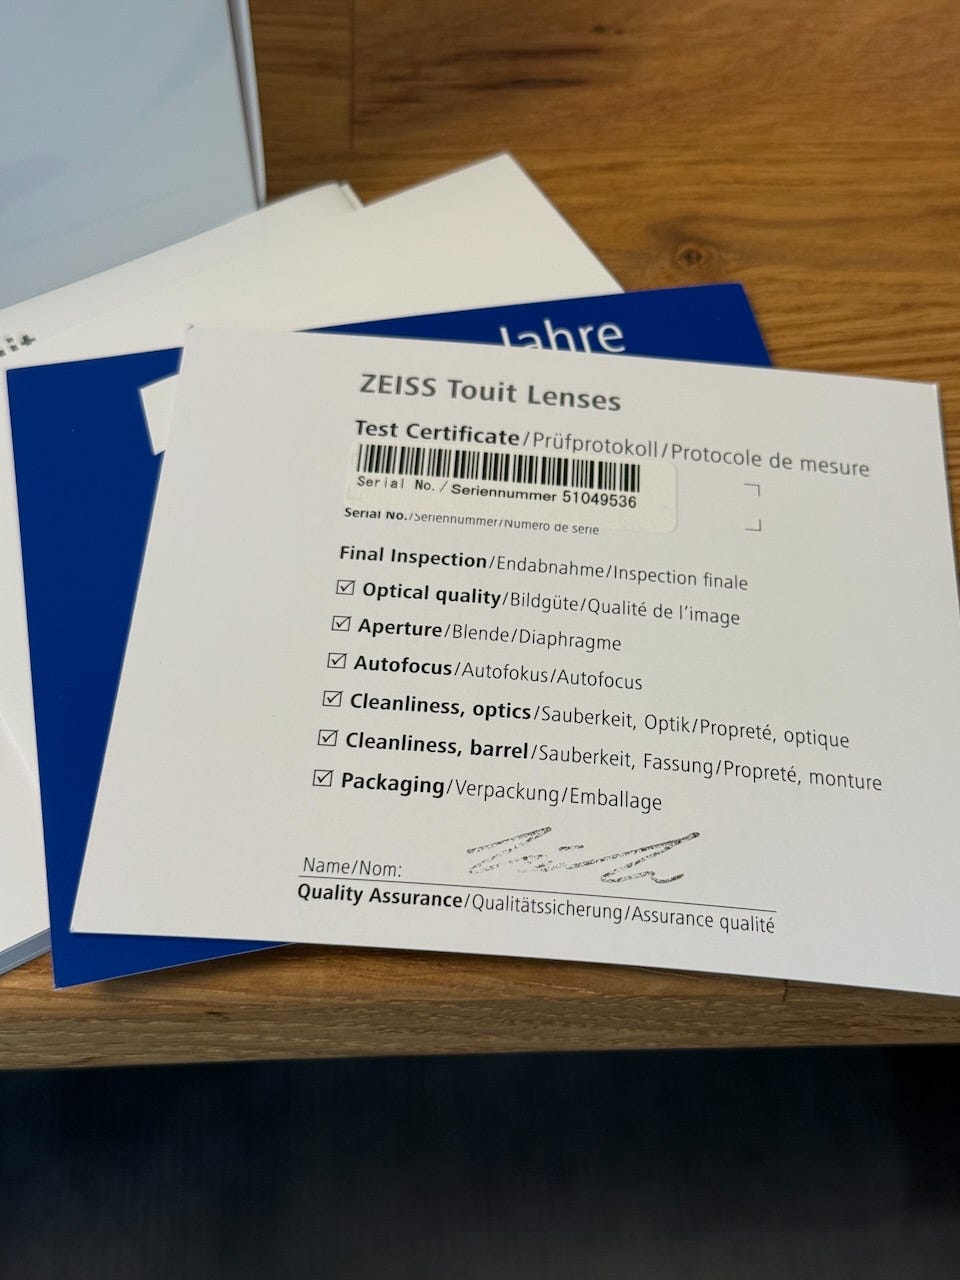 Jahre
ZEISS Touit Lenses
Test Certificate/Prüfprotokoll/Protocole de mesure
Serial No./Seriennummer 51049536
Serial No./Seriennummer/Numéro de série
Final Inspection/Endabnahme/Inspection finale
☑ Optical quality/Bildgüte/Qualité de l'image
☑ Aperture/Blende/Diaphragme
☑ Autofocus/Autofokus/Autofocus
☑ Cleanliness, optics/Sauberkeit, Optik/Propreté, optique
☑ Cleanliness, barrel/Sauberkeit, Fassung/Propreté, monture
☑ Packaging/Verpackung/Emballage
Name/Nom:
Quality Assurance/Qualitätssicherung/Assurance qualité